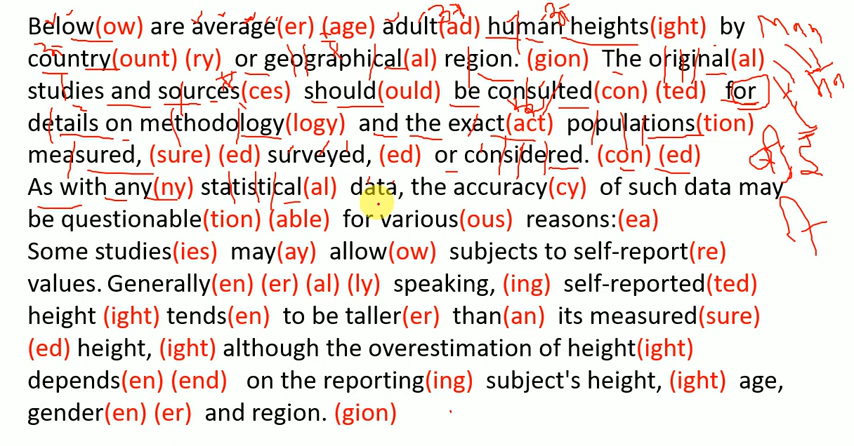 Below(ow) are average(er) (age) adult(ad) human heights(ight) by
country(ount) (ry) or geographical(al) region. (gion) The original(al)
studies and sources(ces) should(ould) be consulted(con) (ted) for
details on methodology(logy) and the exact(act) populations(tion)
measured, (sure) (ed) surveyed, (ed) or considered. (con) (ed)
As with any(ny) statistical(al) data, the accuracy(cy) of such data may
be questionable(tion) (able) for various(ous) reasons:(ea)
Some studies(ies) may(ay) allow(ow) subjects to self-report(re)
values. Generally(en) (er) (al) (ly) speaking, (ing) self-reported(ted)
height (ight) tends(en) to be taller(er) than(an) its measured(sure)
(ed) height, (ight) although the overestimation of height(ight)
depends(en) (end) on the reporting(ing) subject's height, (ight) age,
gender(en) (er) and region. (gion)